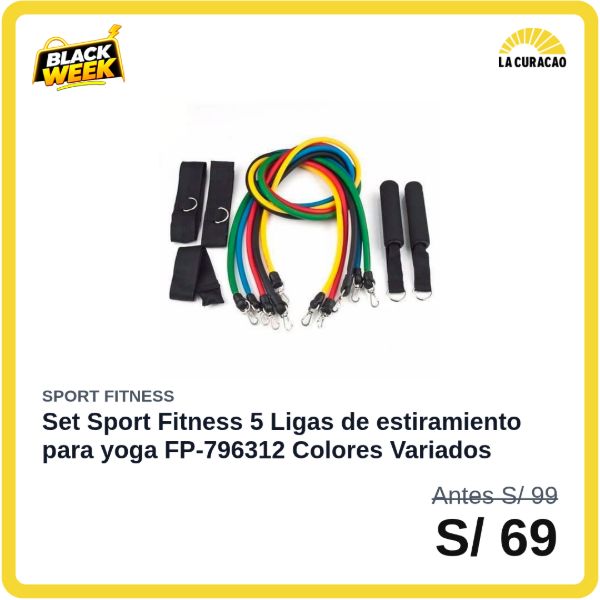 BLACK
WEEK
LA CURACAO
SPORT FITNESS
Set Sport Fitness 5 Ligas de estiramiento
para yoga FP-796312 Colores Variados
Antes S/ 99
S/ 69